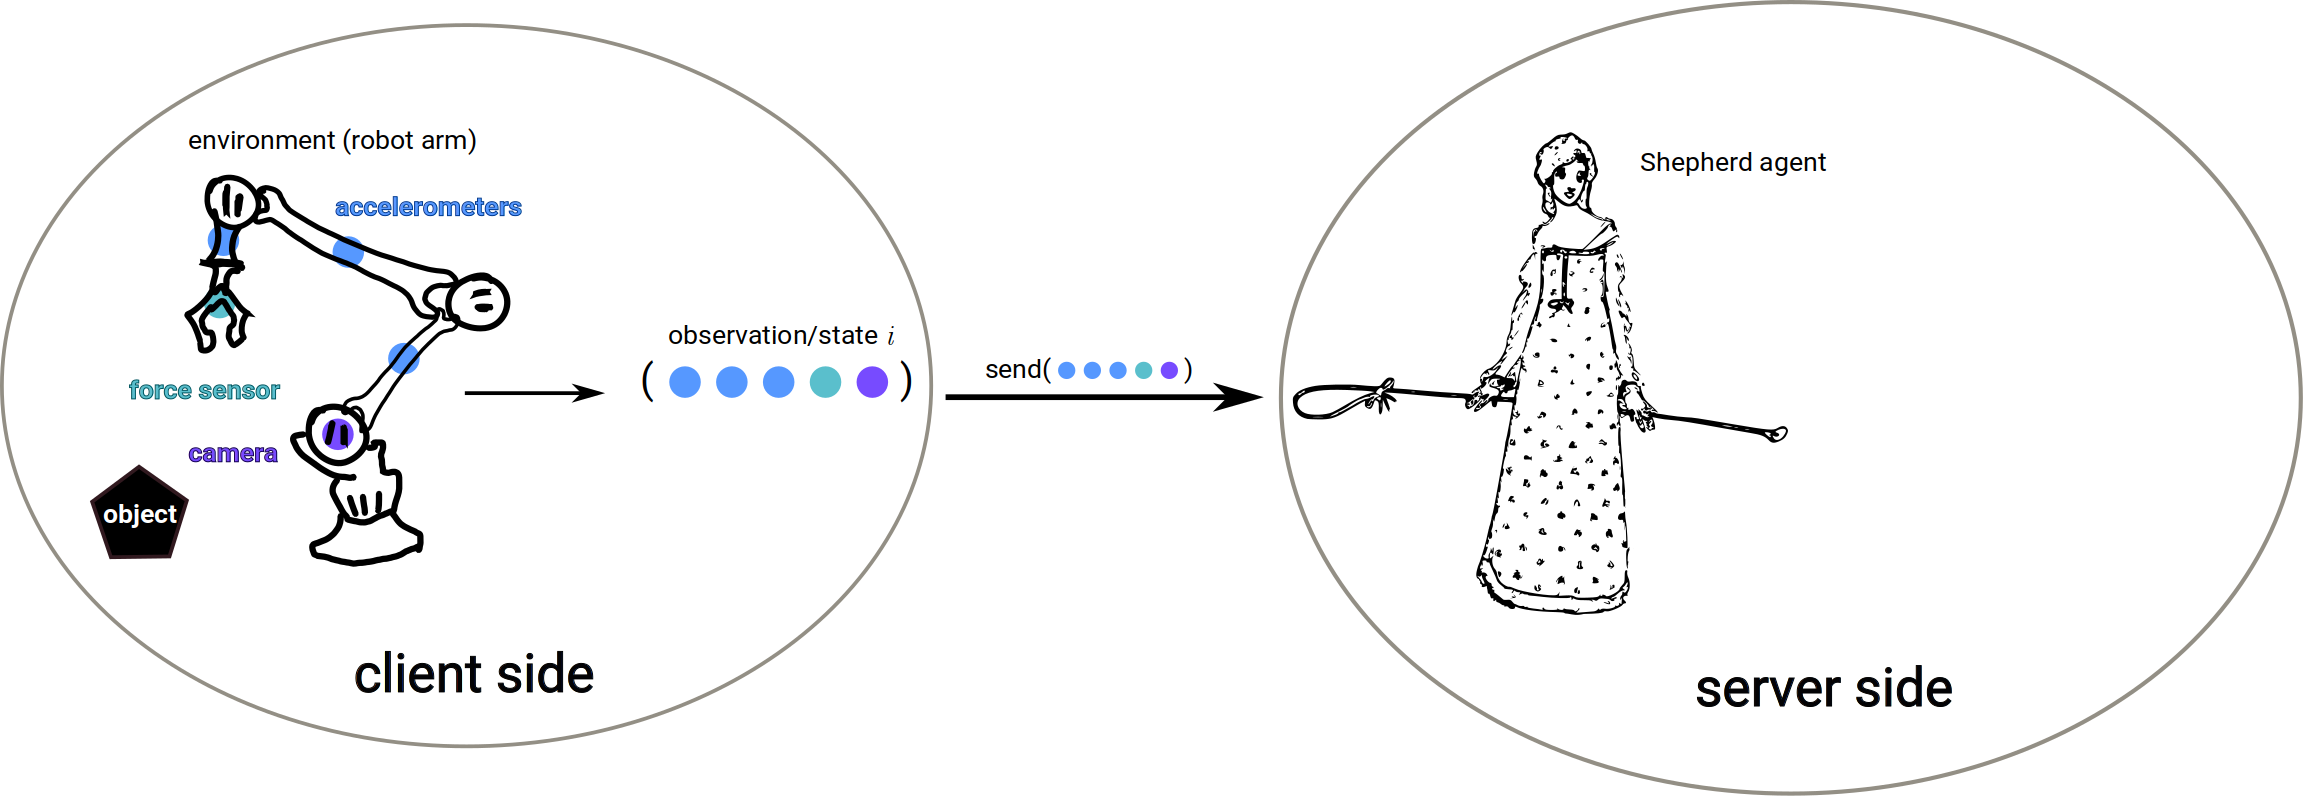 environment (robot arm)
accelerometers
force sensor
camera
object
observation/state i
( )
client side
send( )
Shepherd agent
server side